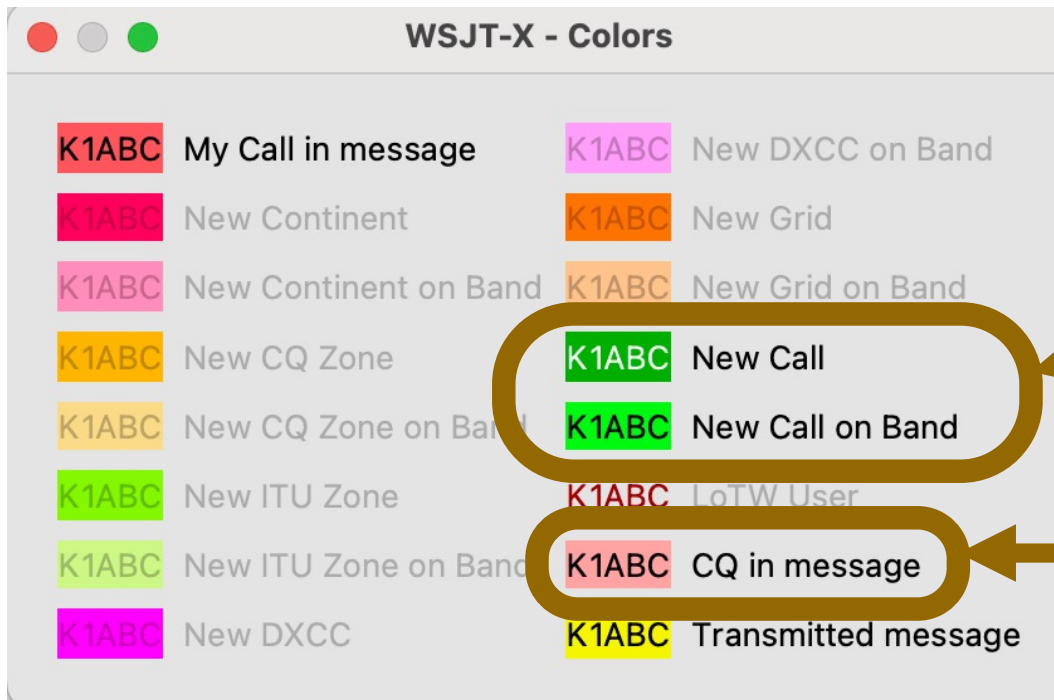 WSJT-X - Colors
K1ABC My Call in message
K1ABC New Continent
K1ABC New Continent on Band
K1ABC New CQ Zone
K1ABC New CQ Zone on Band
K1ABC New ITU Zone
K1ABC New ITU Zone on Band
K1ABC New DXCC
K1ABC New DXCC on Band
K1ABC New Grid
K1ABC New Grid on Band
K1ABC New Call
K1ABC New Call on Band
K1ABC LoTW User
K1ABC CQ in message
K1ABC Transmitted message